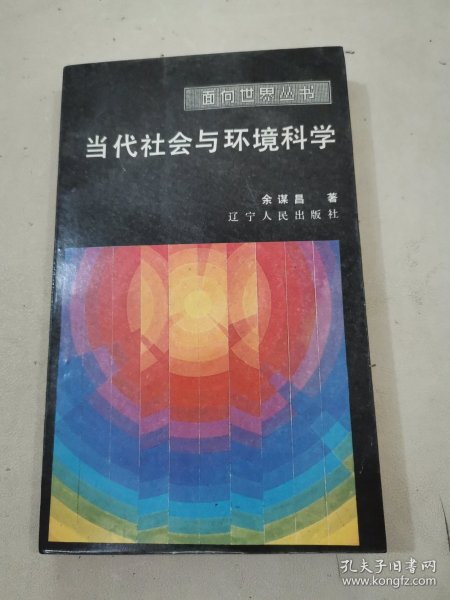 面向世界丛书
当代社会与环境科学
余谋昌 著
辽宁人民出版社
孔夫子旧书网
www.kongfz.com